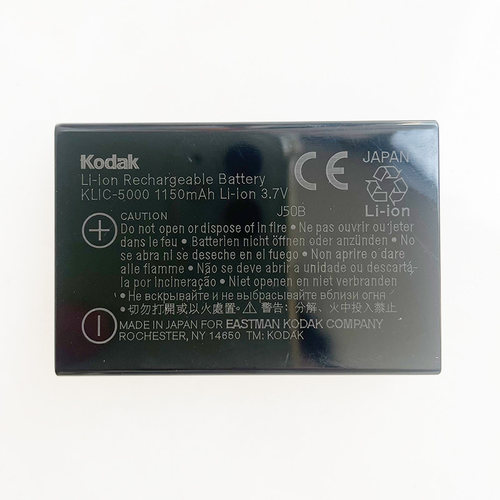 Kodak
Li-Ion Rechargeable Battery
KLIC-5000 1150mAh Li-Ion 3.7V
CE
JAPAN
Li-ion
J50B
CAUTION
Do not open or dispose of in fire • Ne pas ouvrir ou jeter
dans le feu • Batterien nicht öffnen oder anzünden • No
se abra ni se deseche en el fuego • Non aprire o dare
alle fiamme • Não se deve abrir a unidade ou descartá-
la por incineração • Niet openen en niet verbranden
• Не вскрывайте и не выбрасывайте вблизи огня •
切勿打開或以火處置。⚠警告: 分解、火中投入禁止
MADE IN JAPAN FOR EASTMAN KODAK COMPANY
ROCHESTER, NY 14650 TM: KODAK